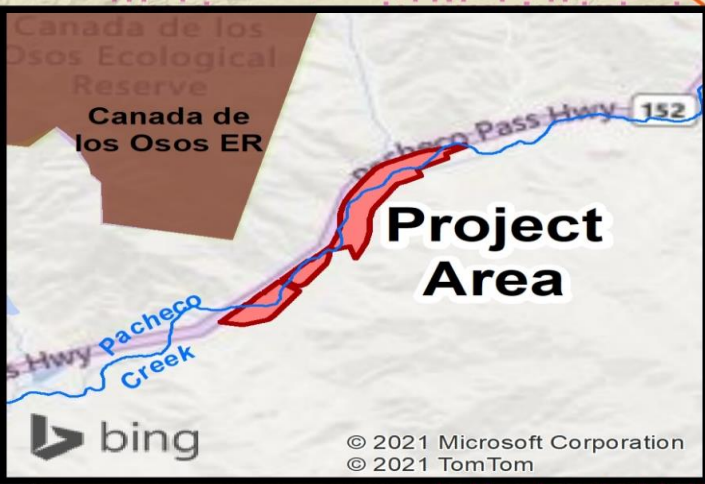 Canada de los
Osos Ecological
Reserve
Canada de
los Osos ER
Pacheco Pass Hwy 152
Project
Area
s Hwy
Pacheco
Creek
bing
© 2021 Microsoft Corporation
© 2021 TomTom